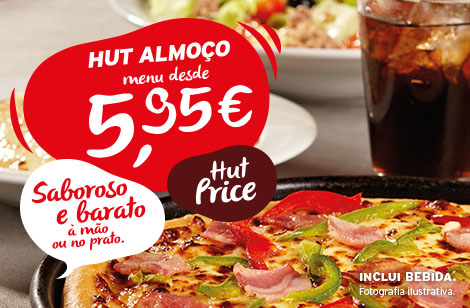 HUT ALMOÇO
menu desde
5,95€
Hut
Price
Saboroso
e barato
à mão
ou no prato.
INCLUI BEBIDA.
Fotografia ilustrativa.